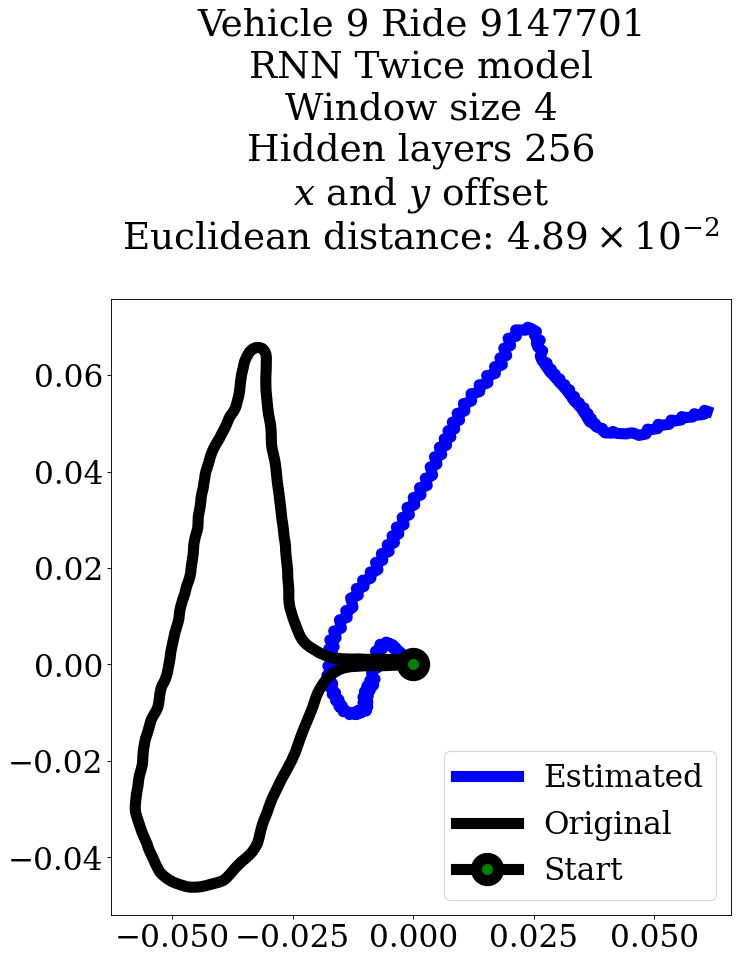 Vehicle 9 Ride 9147701
RNN Twice model
Window size 4
Hidden layers 256
x and y offset
Euclidean distance: 4.89 × 10⁻²
0.06
0.04
0.02
0.00
−0.02
−0.04
Estimated
Original
Start
−0.050 −0.025 0.000 0.025 0.050